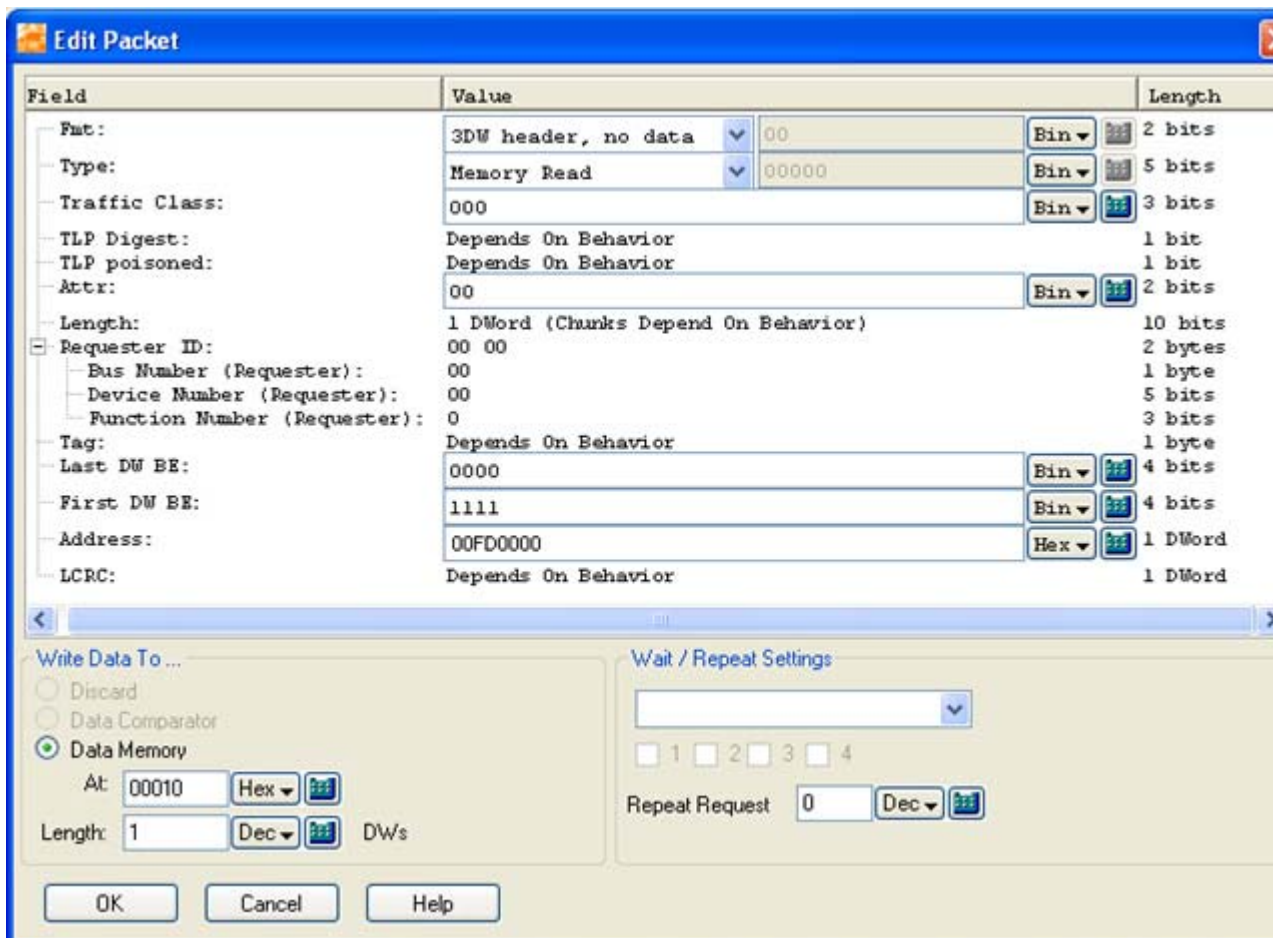 Edit Packet
Field Value Length
Fmt: 3DW header, no data 00 Bin 2 bits
Type: Memory Read 00000 Bin 5 bits
Traffic Class: 000 Bin 3 bits
TLP Digest: Depends On Behavior 1 bit
TLP poisoned: Depends On Behavior 1 bit
Attr: 00 Bin 2 bits
Length: 1 DWord (Chunks Depend On Behavior) 10 bits
Requester ID: 00 00 2 bytes
Bus Number (Requester): 00 1 byte
Device Number (Requester): 00 5 bits
Function Number (Requester): 0 3 bits
Tag: Depends On Behavior 1 byte
Last DW BE: 0000 Bin 4 bits
First DW BE: 1111 Bin 4 bits
Address: 00FD0000 Hex 1 DWord
LCRC: Depends On Behavior 1 DWord
Write Data To ...
Discard
Data Comparator
Data Memory
At: 00010 Hex
Length: 1 Dec DWs
Wait / Repeat Settings
1 2 3 4
Repeat Request 0 Dec
OK Cancel Help